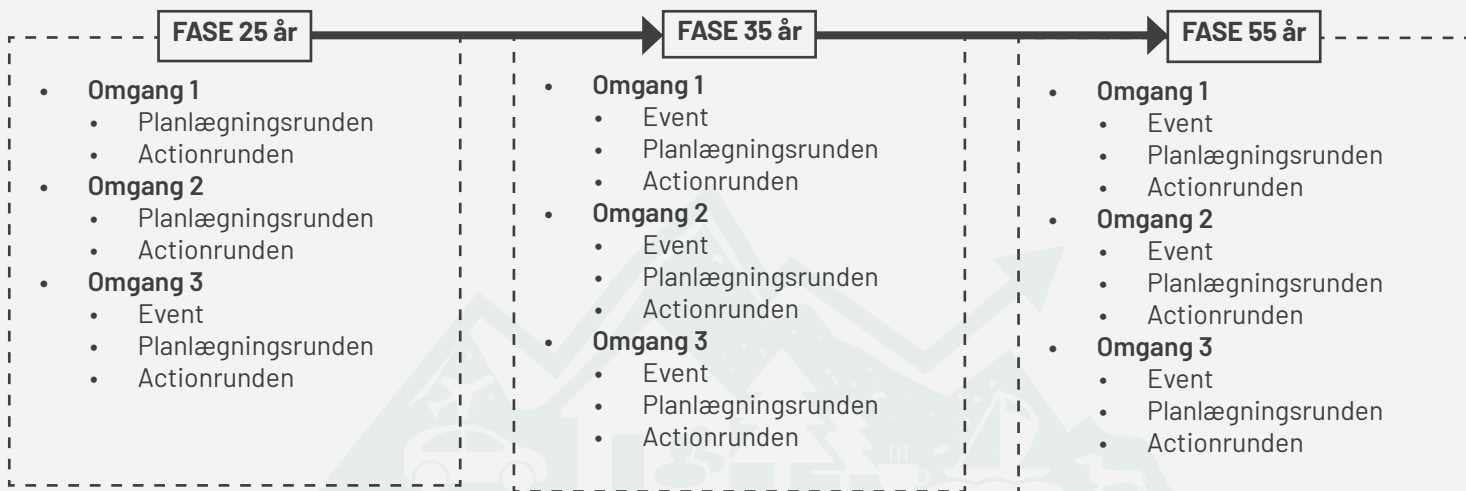 FASE 25 år
• Omgang 1
• Planlægningsrunden
• Actionrunden
• Omgang 2
• Planlægningsrunden
• Actionrunden
• Omgang 3
• Event
• Planlægningsrunden
• Actionrunden
FASE 35 år
• Omgang 1
• Event
• Planlægningsrunden
• Actionrunden
• Omgang 2
• Event
• Planlægningsrunden
• Actionrunden
• Omgang 3
• Event
• Planlægningsrunden
• Actionrunden
FASE 55 år
• Omgang 1
• Event
• Planlægningsrunden
• Actionrunden
• Omgang 2
• Event
• Planlægningsrunden
• Actionrunden
• Omgang 3
• Event
• Planlægningsrunden
• Actionrunden